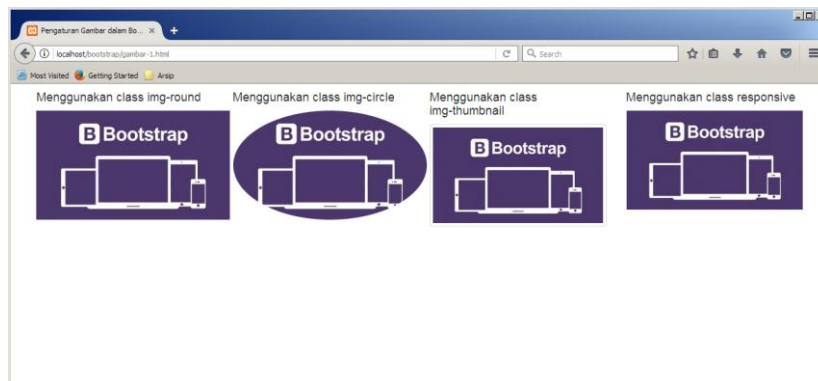 Pengaturan Gambar dalam Bo...
localhost/bootstrap/gambar-1.html
Search
Most Visited Getting Started Arsip
Menggunakan class img-round
B Bootstrap
Menggunakan class img-circle
B Bootstrap
Menggunakan class
img-thumbnail
B Bootstrap
Menggunakan class responsive
B Bootstrap